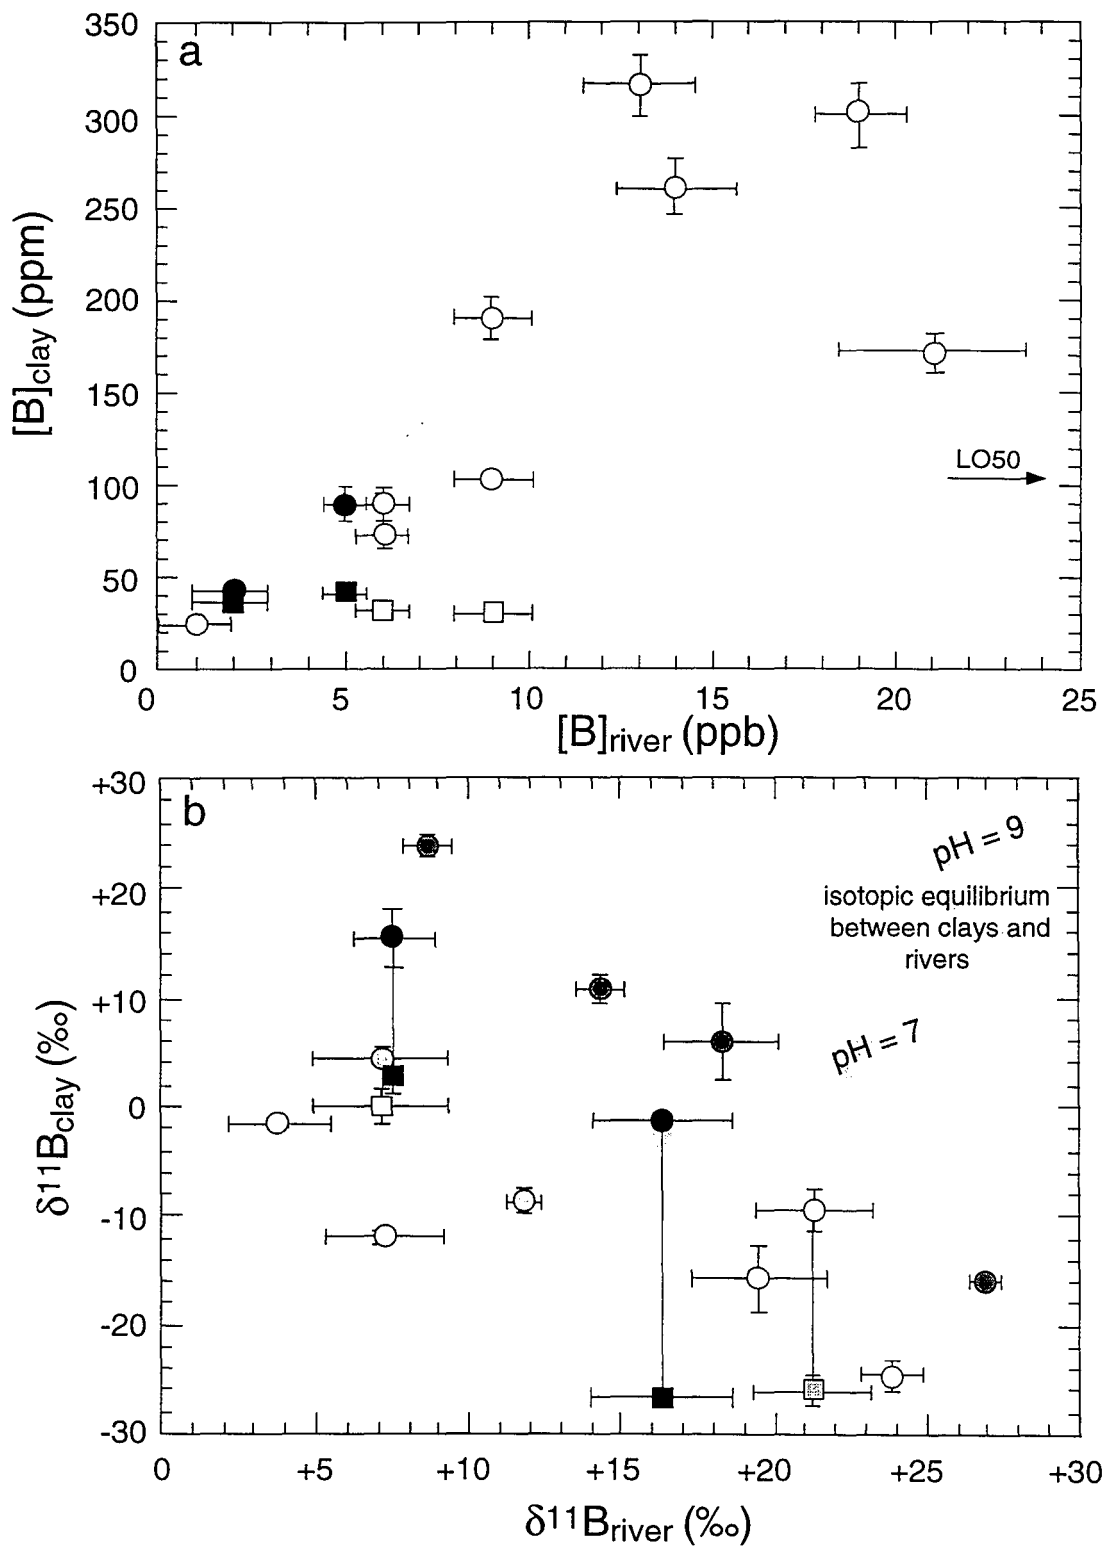 350
a
300
250
200
150
100
50
0
[B]clay (ppm)
LO50
0 5 10 15 20 25
[B]river (ppb)
+30
b
+20
+10
0
-10
-20
-30
δ11Bclay (‰)
pH = 9
isotopic equilibrium
between clays and
rivers
pH = 7
0 +5 +10 +15 +20 +25 +30
δ11Briver (‰)